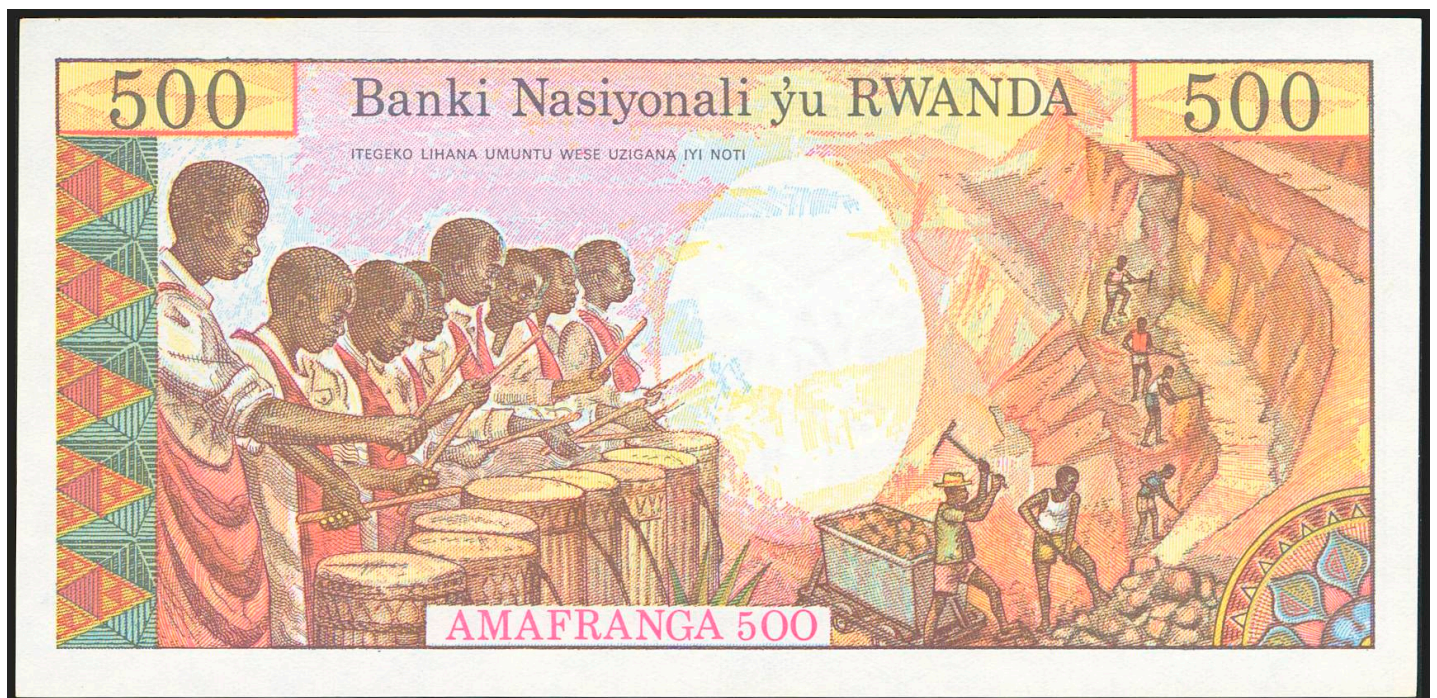 500 Banki Nasiyonali y'u RWANDA 500
ITEGEKO LIHANA UMUNTU WESE UZIGANA IYI NOTI
AMAFRANGA 500